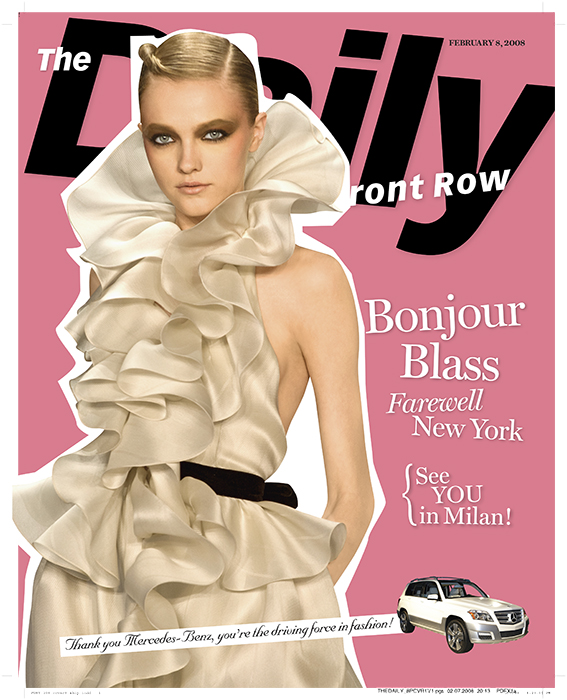 The Daily
FEBRUARY 8, 2008
ront Row
Bonjour
Blass
Farewell
New York
{See
YOU
in Milan!
Thank you Mercedes-Benz, you're the driving force in fashion!